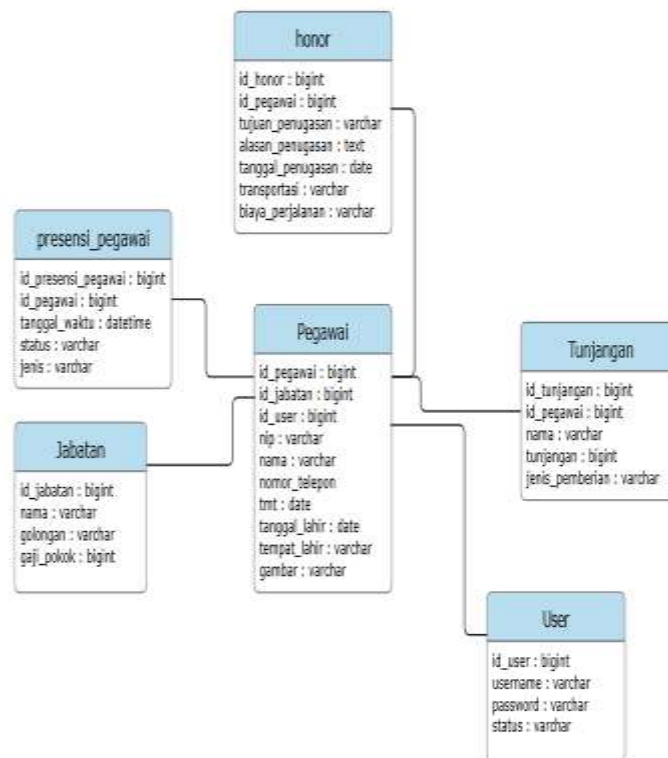 honor
id_honor : bigint
id_pegawai : bigint
tujuan_penugasan : varchar
alasan_penugasan : text
tanggal_penugasan : date
transportasi : varchar
biaya_perjalanan : varchar
presensi_pegawai
id_presensi_pegawai : bigint
id_pegawai : bigint
tanggal_waktu : datetime
status : varchar
jenis : varchar
Pegawai
id_pegawai : bigint
id_jabatan : bigint
id_user : bigint
nip : varchar
nama : varchar
nomor_telepon
tmt : date
tanggal_lahir : date
tempat_lahir : varchar
gambar : varchar
Tunjangan
id_tunjangan : bigint
id_pegawai : bigint
nama : varchar
tunjangan : bigint
jenis_pemberian : varchar
Jabatan
id_jabatan : bigint
nama : varchar
golongan : varchar
gaji_pokok : bigint
User
id_user : bigint
username : varchar
password : varchar
status : varchar